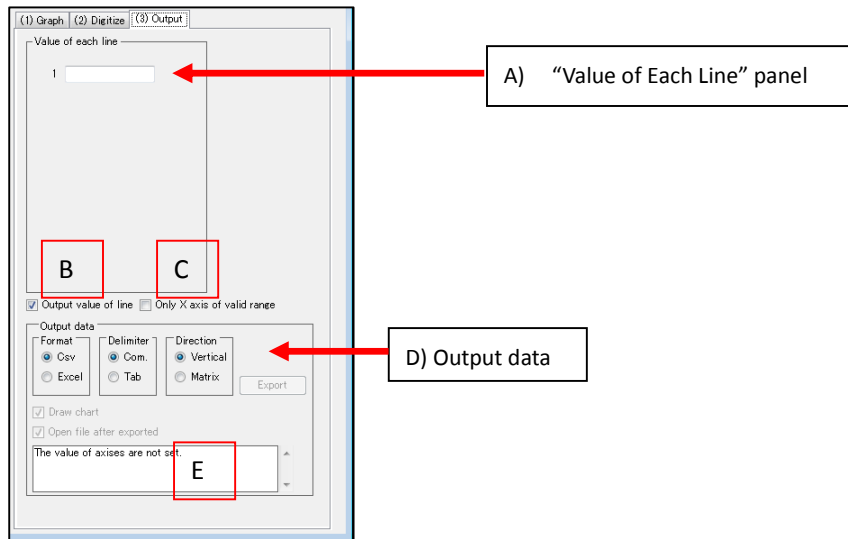 (1) Graph (2) Digitize (3) Output
Value of each line
1
A) “Value of Each Line” panel
B C
Output value of line Only X axis of valid range
Output data
Format Delimiter Direction
Csv Com. Vertical
D) Output data
Excel Tab Matrix
Export
Draw chart
Open file after exported
The value of axises are not set.
E